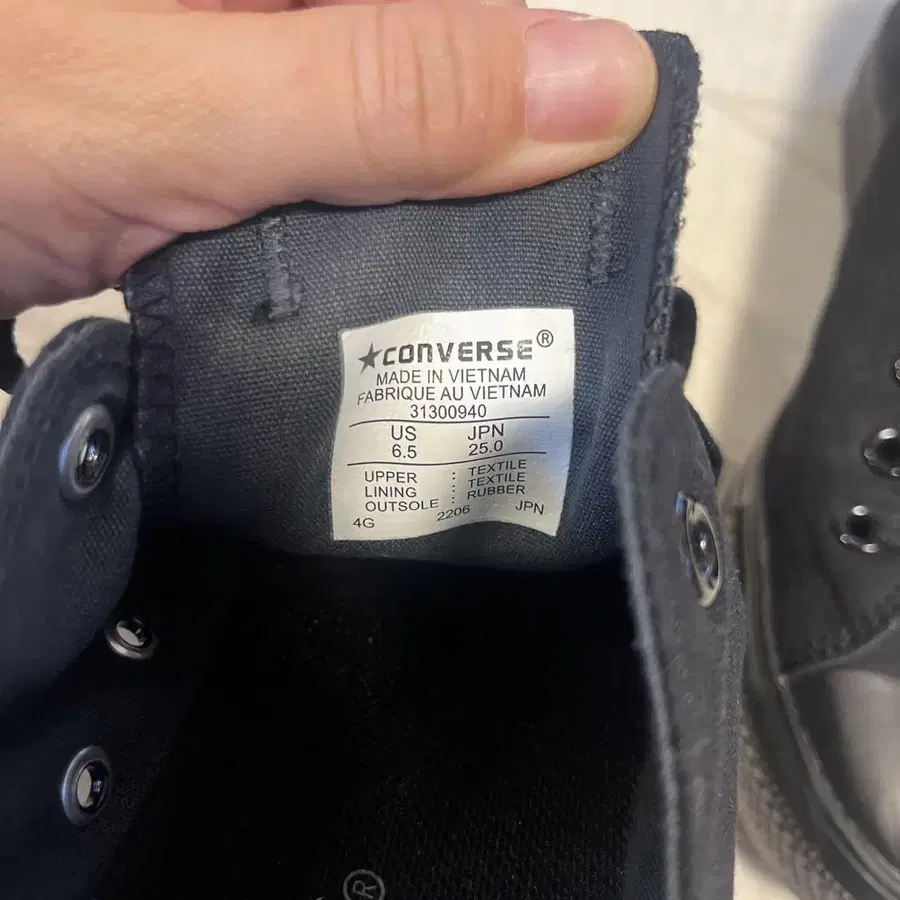 ★CONVERSE®
MADE IN VIETNAM
FABRIQUE AU VIETNAM
31300940
US JPN
6.5 25.0
UPPER : TEXTILE
LINING : TEXTILE
OUTSOLE : RUBBER
4G 2206 JPN
®